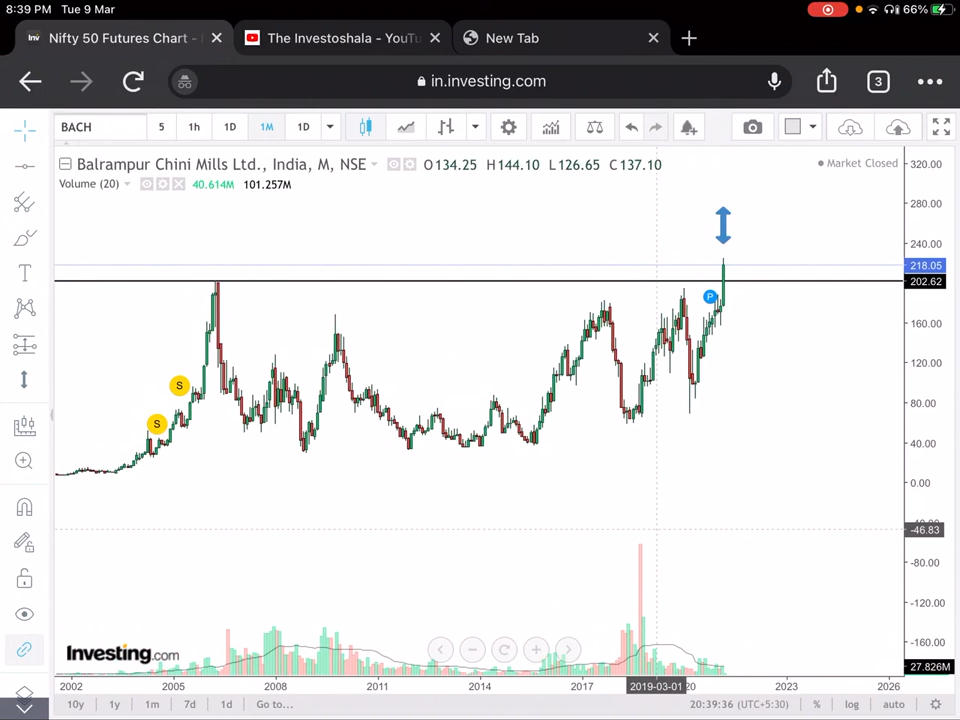 8:39 PM Tue 9 Mar 66%
Nifty 50 Futures Chart - The Investoshala - YouTu New Tab
in.investing.com 3
BACH 5 1h 1D 1M 1D
Balrampur Chini Mills Ltd., India, M, NSE O134.25 H144.10 L126.65 C137.10 Market Closed
Volume (20) 40.614M 101.257M
320.00
280.00
240.00
218.05
202.62
P
160.00
120.00
S
80.00
S
40.00
0.00
-46.83
-80.00
-120.00
-160.00
Investing.com
27.826M
2002 2005 2008 2011 2014 2017 2019-03-01 20 2023 2026
10y 1y 1m 7d 1d Go to... 20:39:36 (UTC+5:30) % log auto